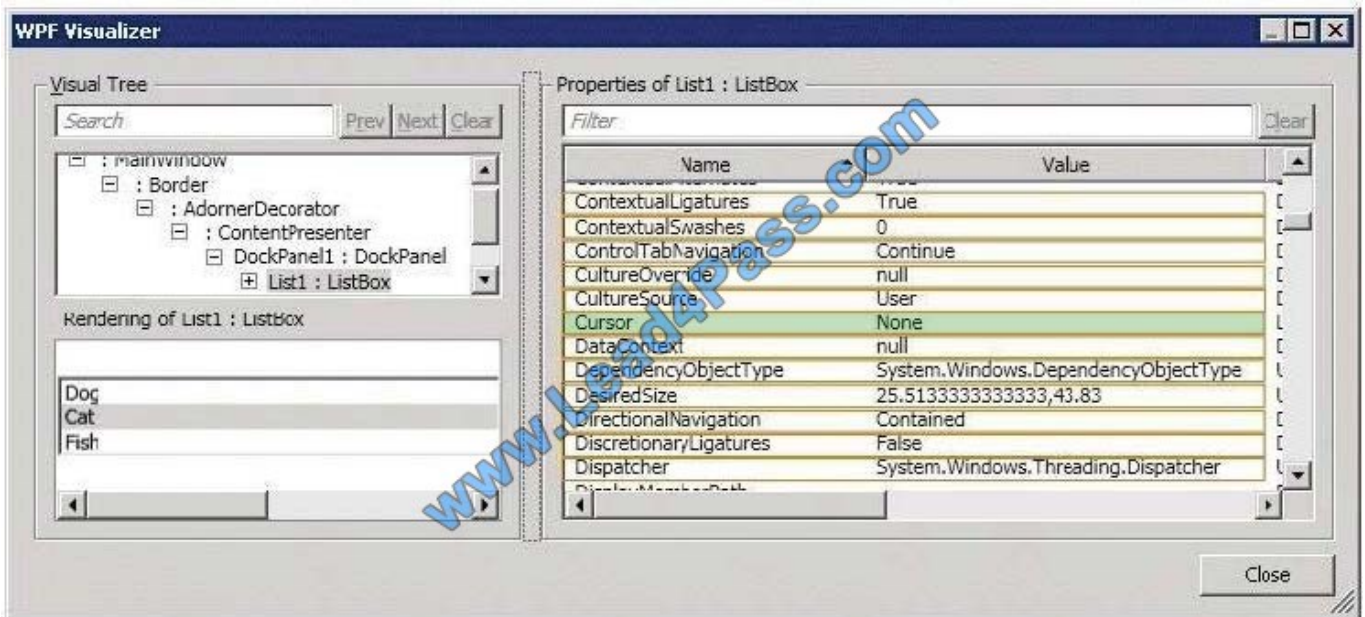 WPF Visualizer
Visual Tree
Search
Prev Next Clear
: MainWindow
: Border
: AdornerDecorator
: ContentPresenter
DockPanel1 : DockPanel
List1 : ListBox
Rendering of List1 : ListBox
Dog
Cat
Fish
Properties of List1 : ListBox
Filter
Clear
Name Value
ContextualLigatures True
ContextualSwashes 0
ControlTabNavigation Continue
CultureOverride null
CultureSource User
Cursor None
DataContext null
DependencyObjectType System.Windows.DependencyObjectType
DesiredSize 25.5133333333333,43.83
DirectionalNavigation Contained
DiscretionaryLigatures False
Dispatcher System.Windows.Threading.Dispatcher
Close
www.Lead4Pass.com